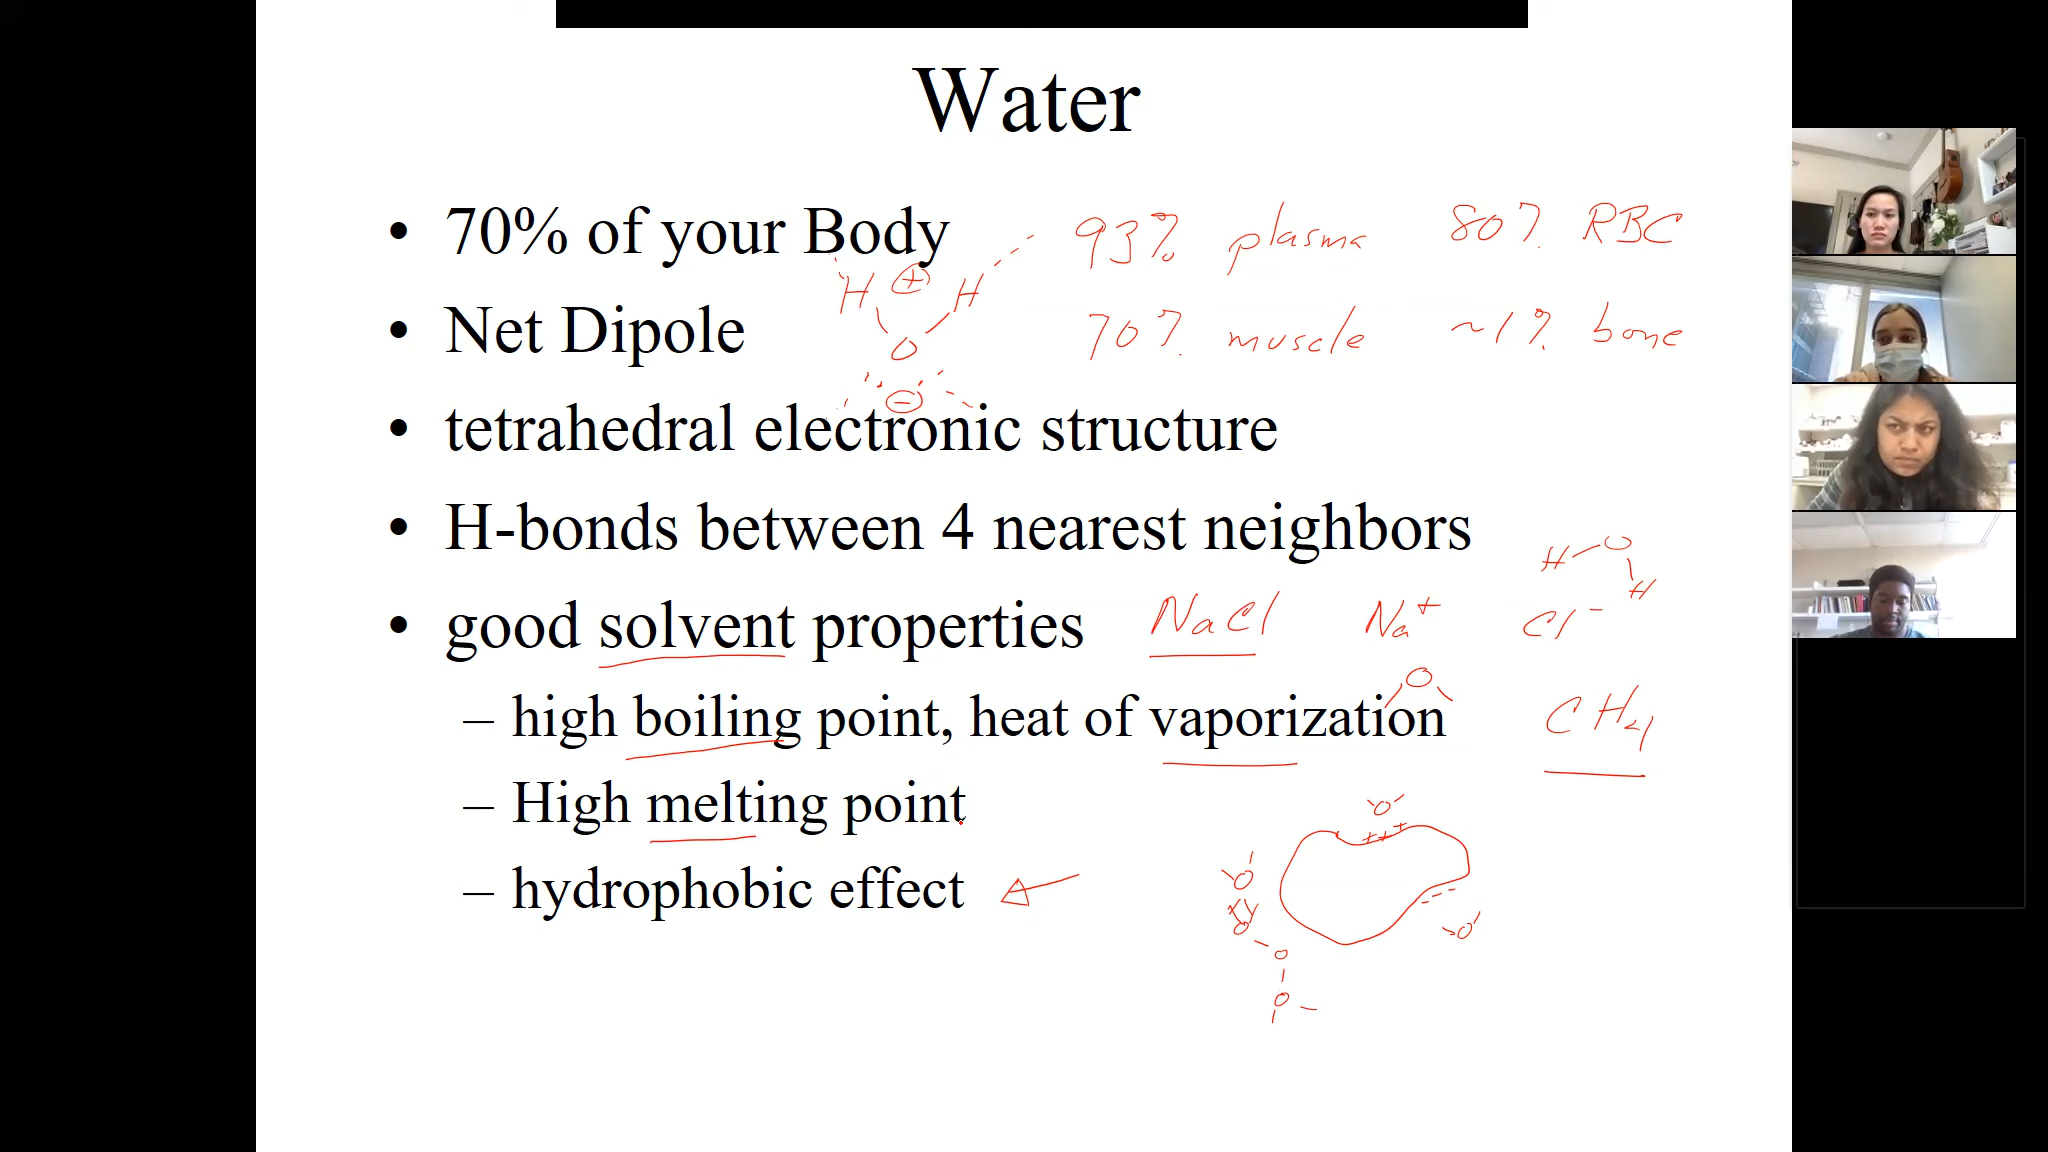 Water
• 70% of your Body 93% plasma 80% RBC
H ⊕ H
• Net Dipole 70% muscle ~1% bone
O
⊖
• tetrahedral electronic structure
• H-bonds between 4 nearest neighbors
H O
H
• good solvent properties NaCl Na+ Cl-
O
– high boiling point, heat of vaporization CH4
– High melting point
O
+++
– hydrophobic effect
O
---
O
O
O
O